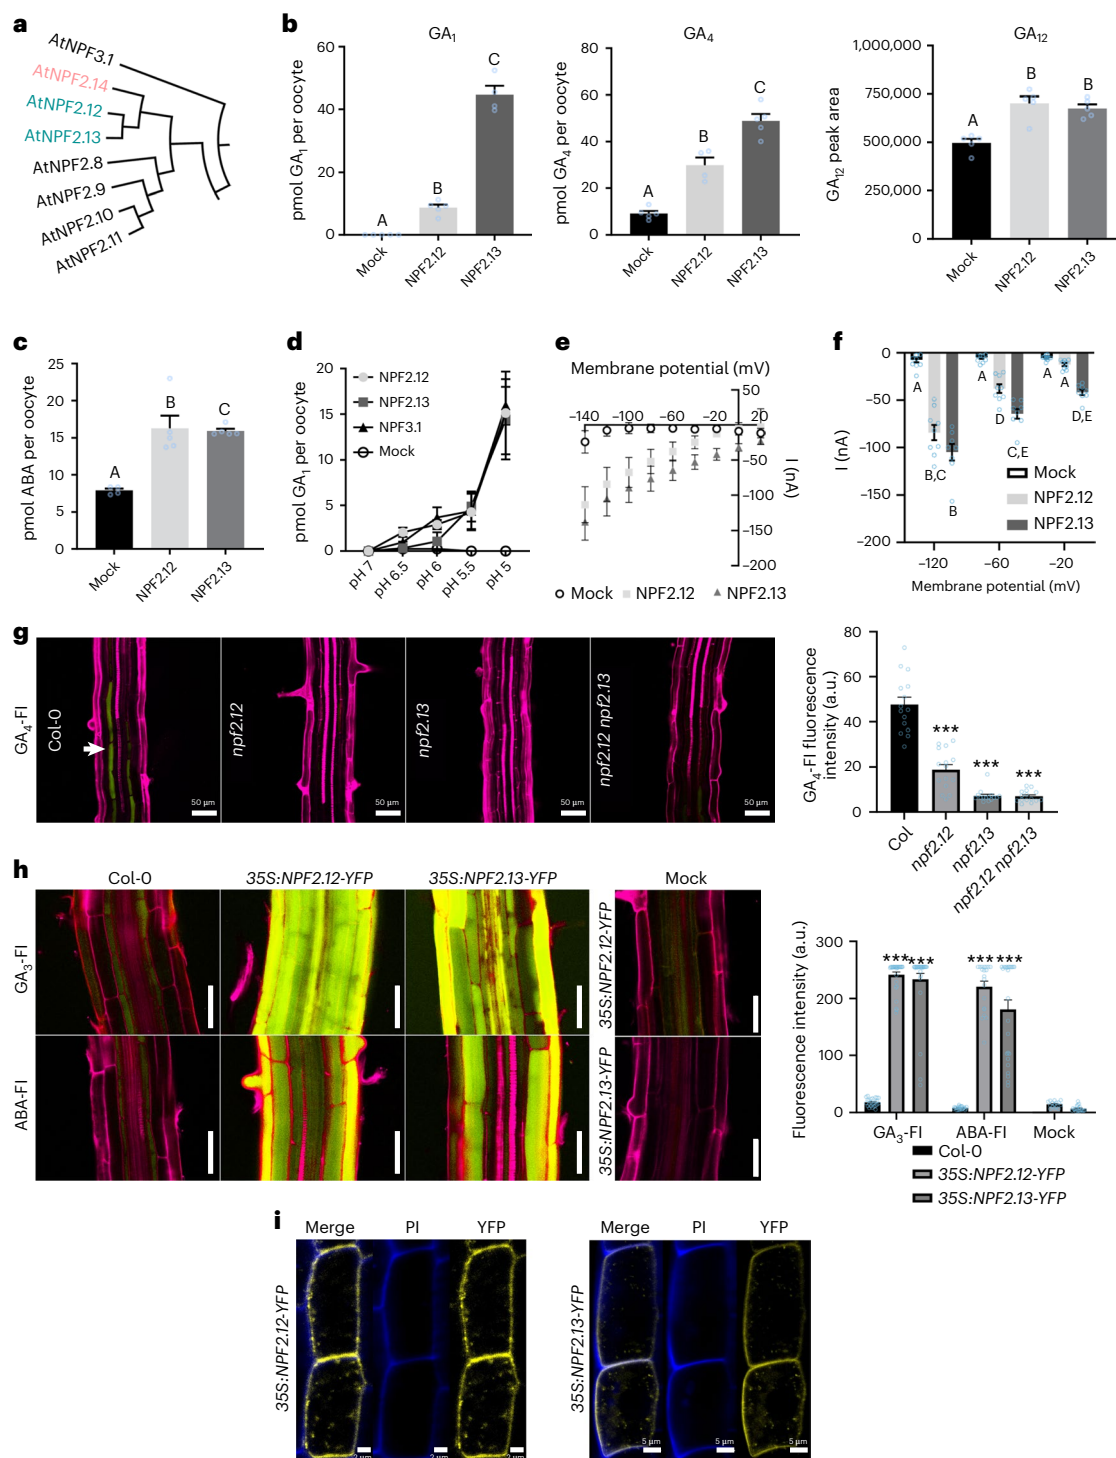 a
AtNPF3.1
AtNPF2.14
AtNPF2.12
AtNPF2.13
AtNPF2.8
AtNPF2.9
AtNPF2.10
AtNPF2.11
b
GA1
pmol GA1 per oocyte
60
40
20
0
A
B
C
Mock
NPF2.12
NPF2.13
GA4
pmol GA4 per oocyte
80
60
40
20
0
A
B
C
Mock
NPF2.12
NPF2.13
GA12
GA12 peak area
1,000,000
750,000
500,000
250,000
0
A
B
B
Mock
NPF2.12
NPF2.13
c
pmol ABA per oocyte
25
20
15
10
5
0
A
B
C
Mock
NPF2.12
NPF2.13
d
pmol GA1 per oocyte
20
15
10
5
0
NPF2.12
NPF2.13
NPF3.1
Mock
pH 7
pH 6.5
pH 6
pH 5.5
pH 5
e
Membrane potential (mV)
50
-140
-100
-60
-20
20
-50
-100
-150
-200
I (nA)
Mock
NPF2.12
NPF2.13
f
I (nA)
0
-50
-100
-150
-200
A
B,C
B
A
D
C,E
A
A
D,E
Mock
NPF2.12
NPF2.13
-120
-60
-20
Membrane potential (mV)
g
GA4-Fl
Col-0
npf2.12
npf2.13
npf2.12 npf2.13
50 µm
50 µm
50 µm
50 µm
GA4-Fl fluorescence
intensity (a.u.)
80
60
40
20
0
***
***
***
Col
npf2.12
npf2.13
npf2.12 npf2.13
h
Col-0
35S:NPF2.12-YFP
35S:NPF2.13-YFP
Mock
GA3-Fl
ABA-Fl
35S:NPF2.12-YFP
35S:NPF2.13-YFP
Fluorescence intensity (a.u.)
300
200
100
0
***
***
***
***
GA3-Fl
ABA-Fl
Mock
Col-0
35S:NPF2.12-YFP
35S:NPF2.13-YFP
i
Merge
PI
YFP
35S:NPF2.12-YFP
Merge
PI
YFP
35S:NPF2.13-YFP
5 µm
5 µm
5 µm